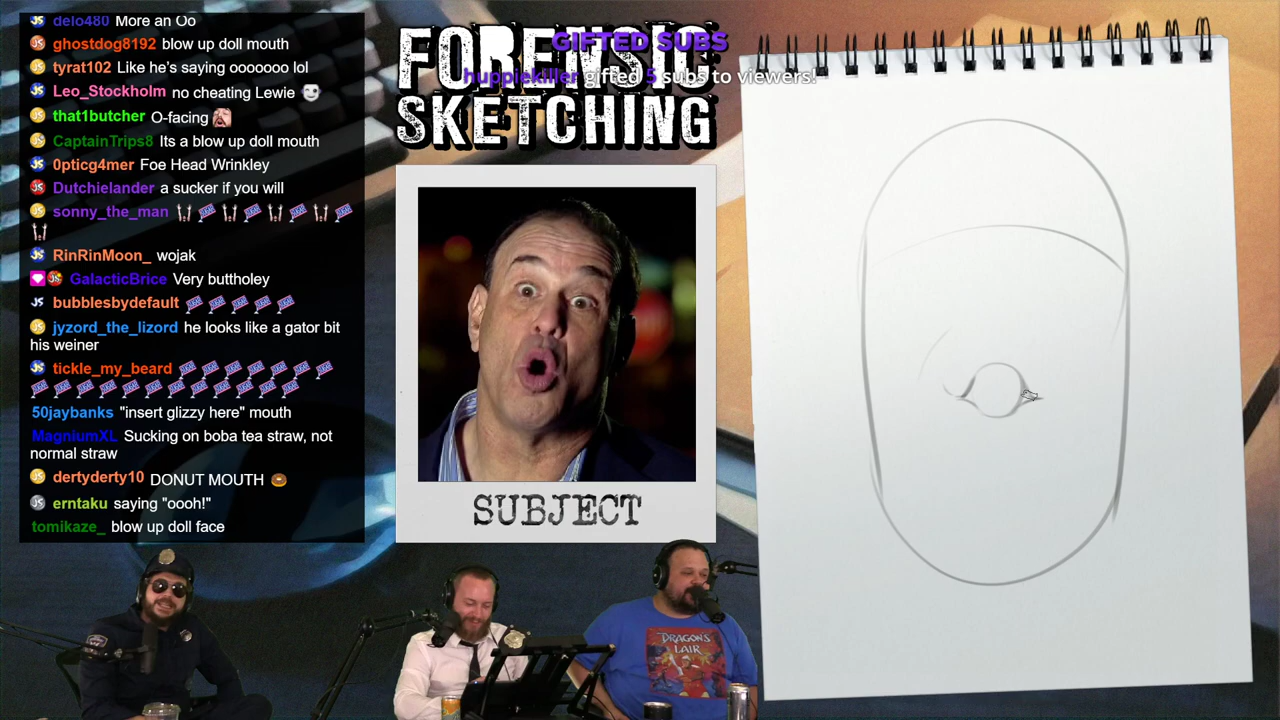 delo480 More an Oo
ghostdog8192 blow up doll mouth
tyrat102 Like he's saying ooooooo lol
Leo_Stockholm no cheating Lewie
that1butcher O-facing
CaptainTrips8 Its a blow up doll mouth
0pticg4mer Foe Head Wrinkley
Dutchielander a sucker if you will
sonny_the_man
RinRinMoon_ wojak
GalacticBrice Very buttholey
bubblesbydefault
jyzord_the_lizord he looks like a gator bit
his weiner
tickle_my_beard
50jaybanks "insert glizzy here" mouth
MagniumXL Sucking on boba tea straw, not
normal straw
dertyderty10 DONUT MOUTH
erntaku saying "oooh!"
tomikaze_ blow up doll face
FORENSIC
SKETCHING
GIFTED SUBS
huppiekiller gifted 5 subs to viewers!
SUBJECT
DRAGON'S
LAIR